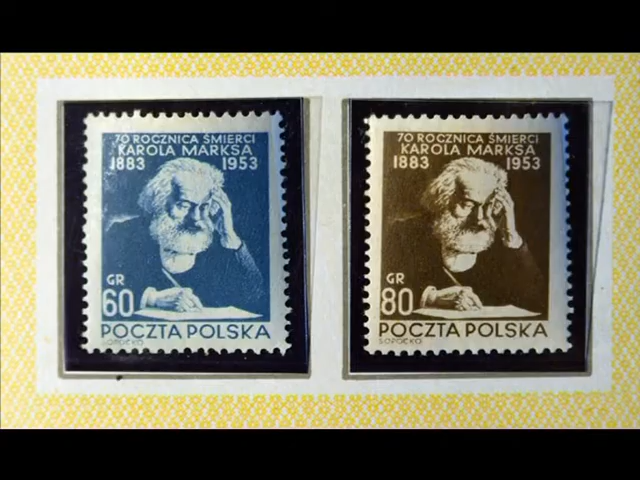 70 ROCZNICA ŚMIERCI
KAROLA MARKSA
1883 1953
GR
60
POCZTA POLSKA
70 ROCZNICA ŚMIERCI
KAROLA MARKSA
1883 1953
GR
80
POCZTA POLSKA